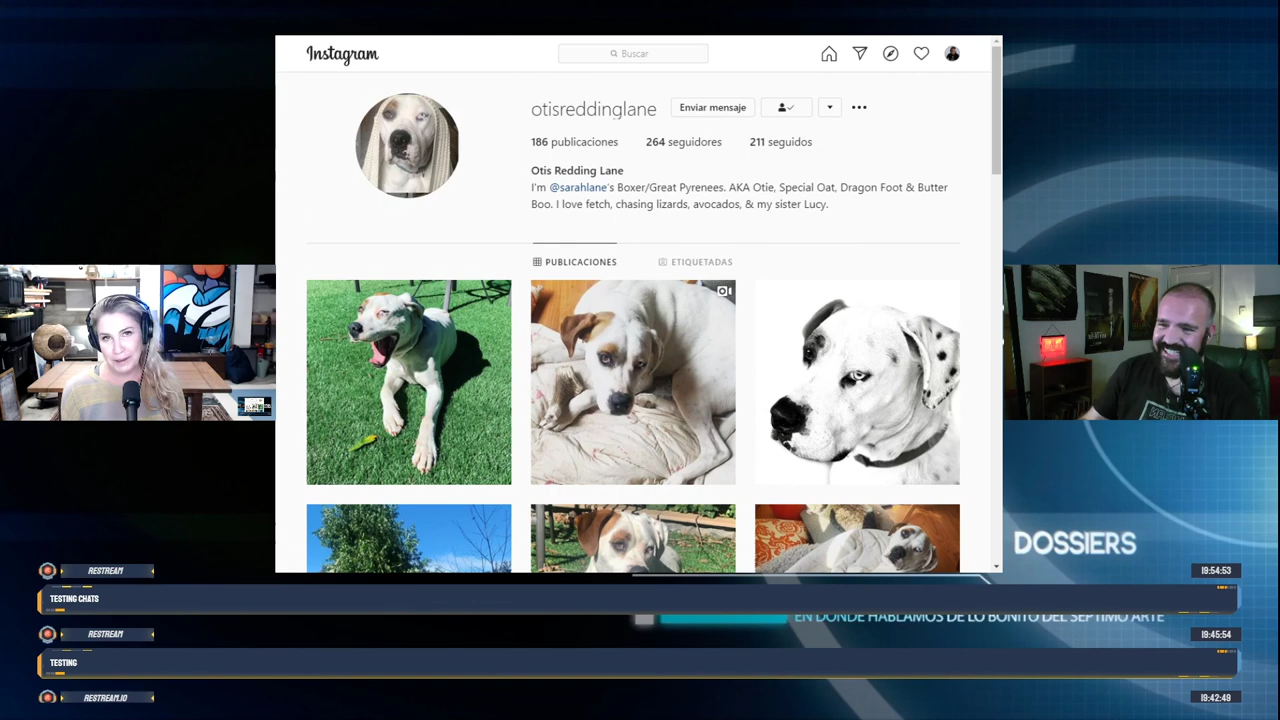 Instagram
Buscar
otisreddinglane
Enviar mensaje
186 publicaciones
264 seguidores
211 seguidos
Otis Redding Lane
I'm @sarahlane's Boxer/Great Pyrenees. AKA Otie, Special Oat, Dragon Foot & Butter
Boo. I love fetch, chasing lizards, avocados, & my sister Lucy.
PUBLICACIONES
ETIQUETADAS
DOSSIERS
RESTREAM
19:54:53
TESTING CHATS
EN DONDE HABLAMOS DE LO BONITO DEL SEPTIMO ARTE
RESTREAM
19:45:54
TESTING
RESTREAM.IO
19:42:49